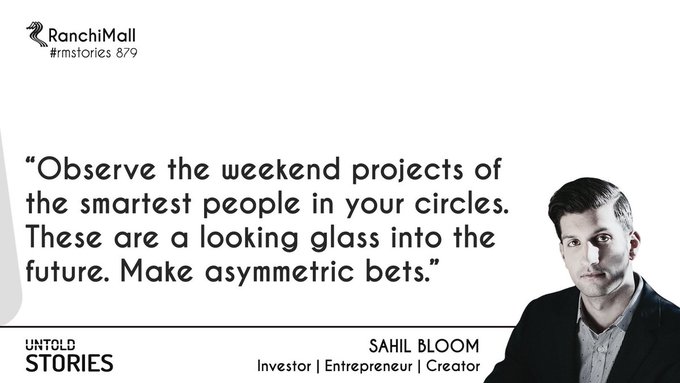 RanchiMall
#rmstories 879
“Observe the weekend projects of
the smartest people in your circles.
These are a looking glass into the
future. Make asymmetric bets.”
UNTOLD
STORIES
SAHIL BLOOM
Investor | Entrepreneur | Creator